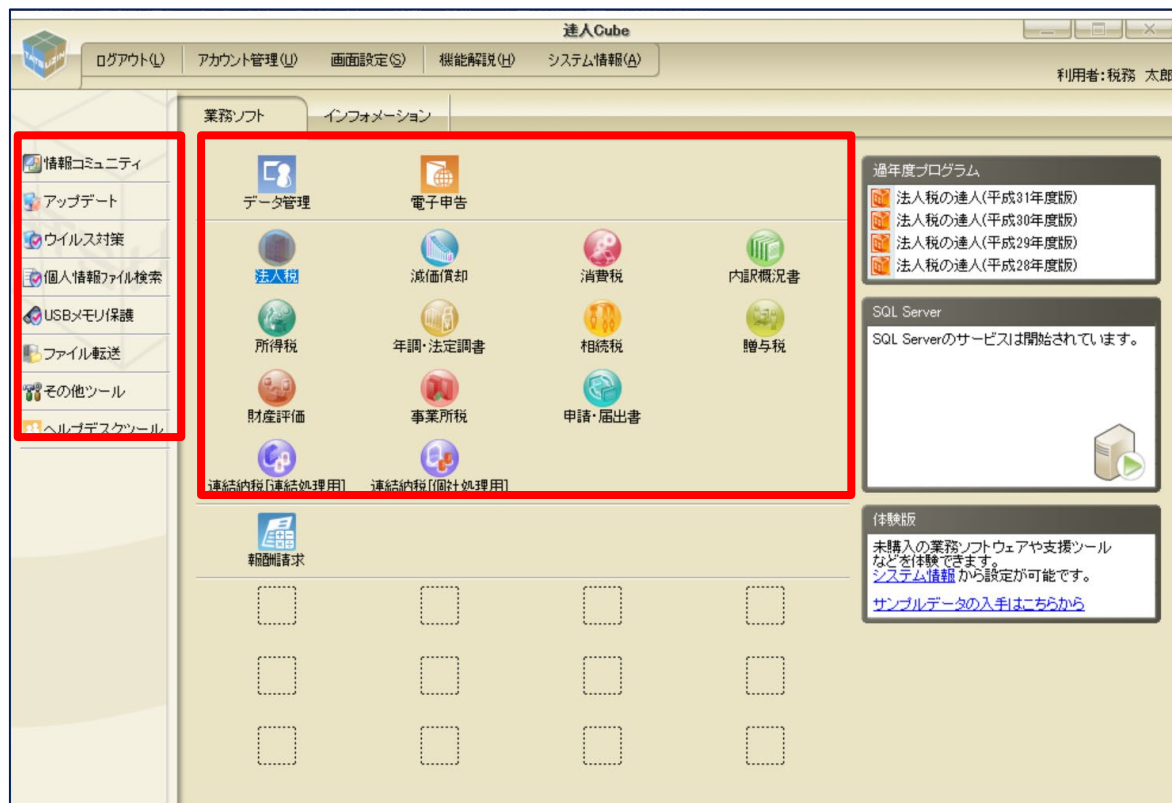 達人Cube
TATSUZIN
ログアウト(L)
アカウント管理(U)
画面設定(S)
機能解説(H)
システム情報(A)
利用者:税務 太郎
業務ソフト
インフォメーション
情報コミュニティ
アップデート
ウイルス対策
個人情報ファイル検索
USBメモリ保護
ファイル転送
その他ツール
ヘルプデスクツール
データ管理
電子申告
法人税
減価償却
消費税
内訳概況書
所得税
年調・法定調書
相続税
贈与税
財産評価
事業所税
申請・届出書
連結納税[連結処理用]
連結納税[個社処理用]
報酬請求
過年度プログラム
法人税の達人(平成31年度版)
法人税の達人(平成30年度版)
法人税の達人(平成29年度版)
法人税の達人(平成28年度版)
SQL Server
SQL Serverのサービスは開始されています。
体験版
未購入の業務ソフトウェアや支援ツール
などを体験できます。
システム情報 から設定が可能です。
サンプルデータの入手はこちらから